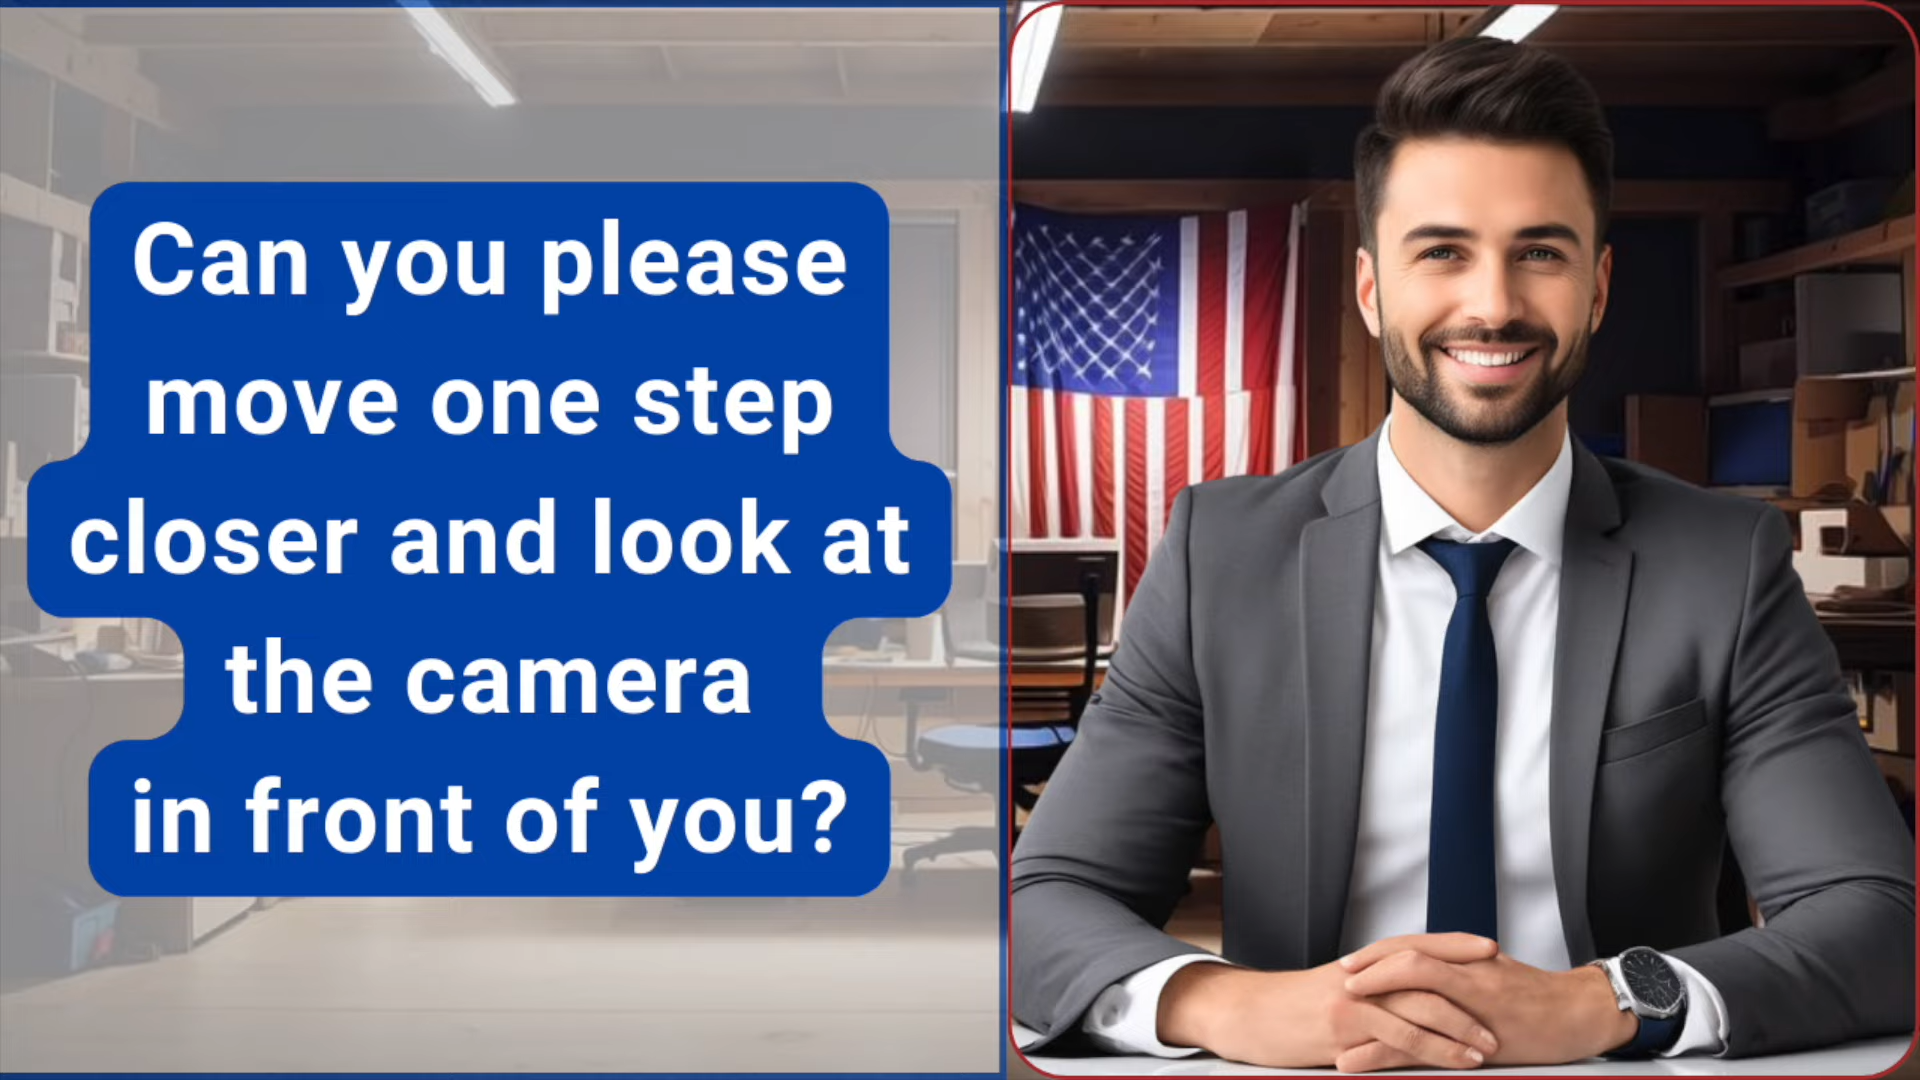 Can you please
move one step
closer and look at
the camera
in front of you?